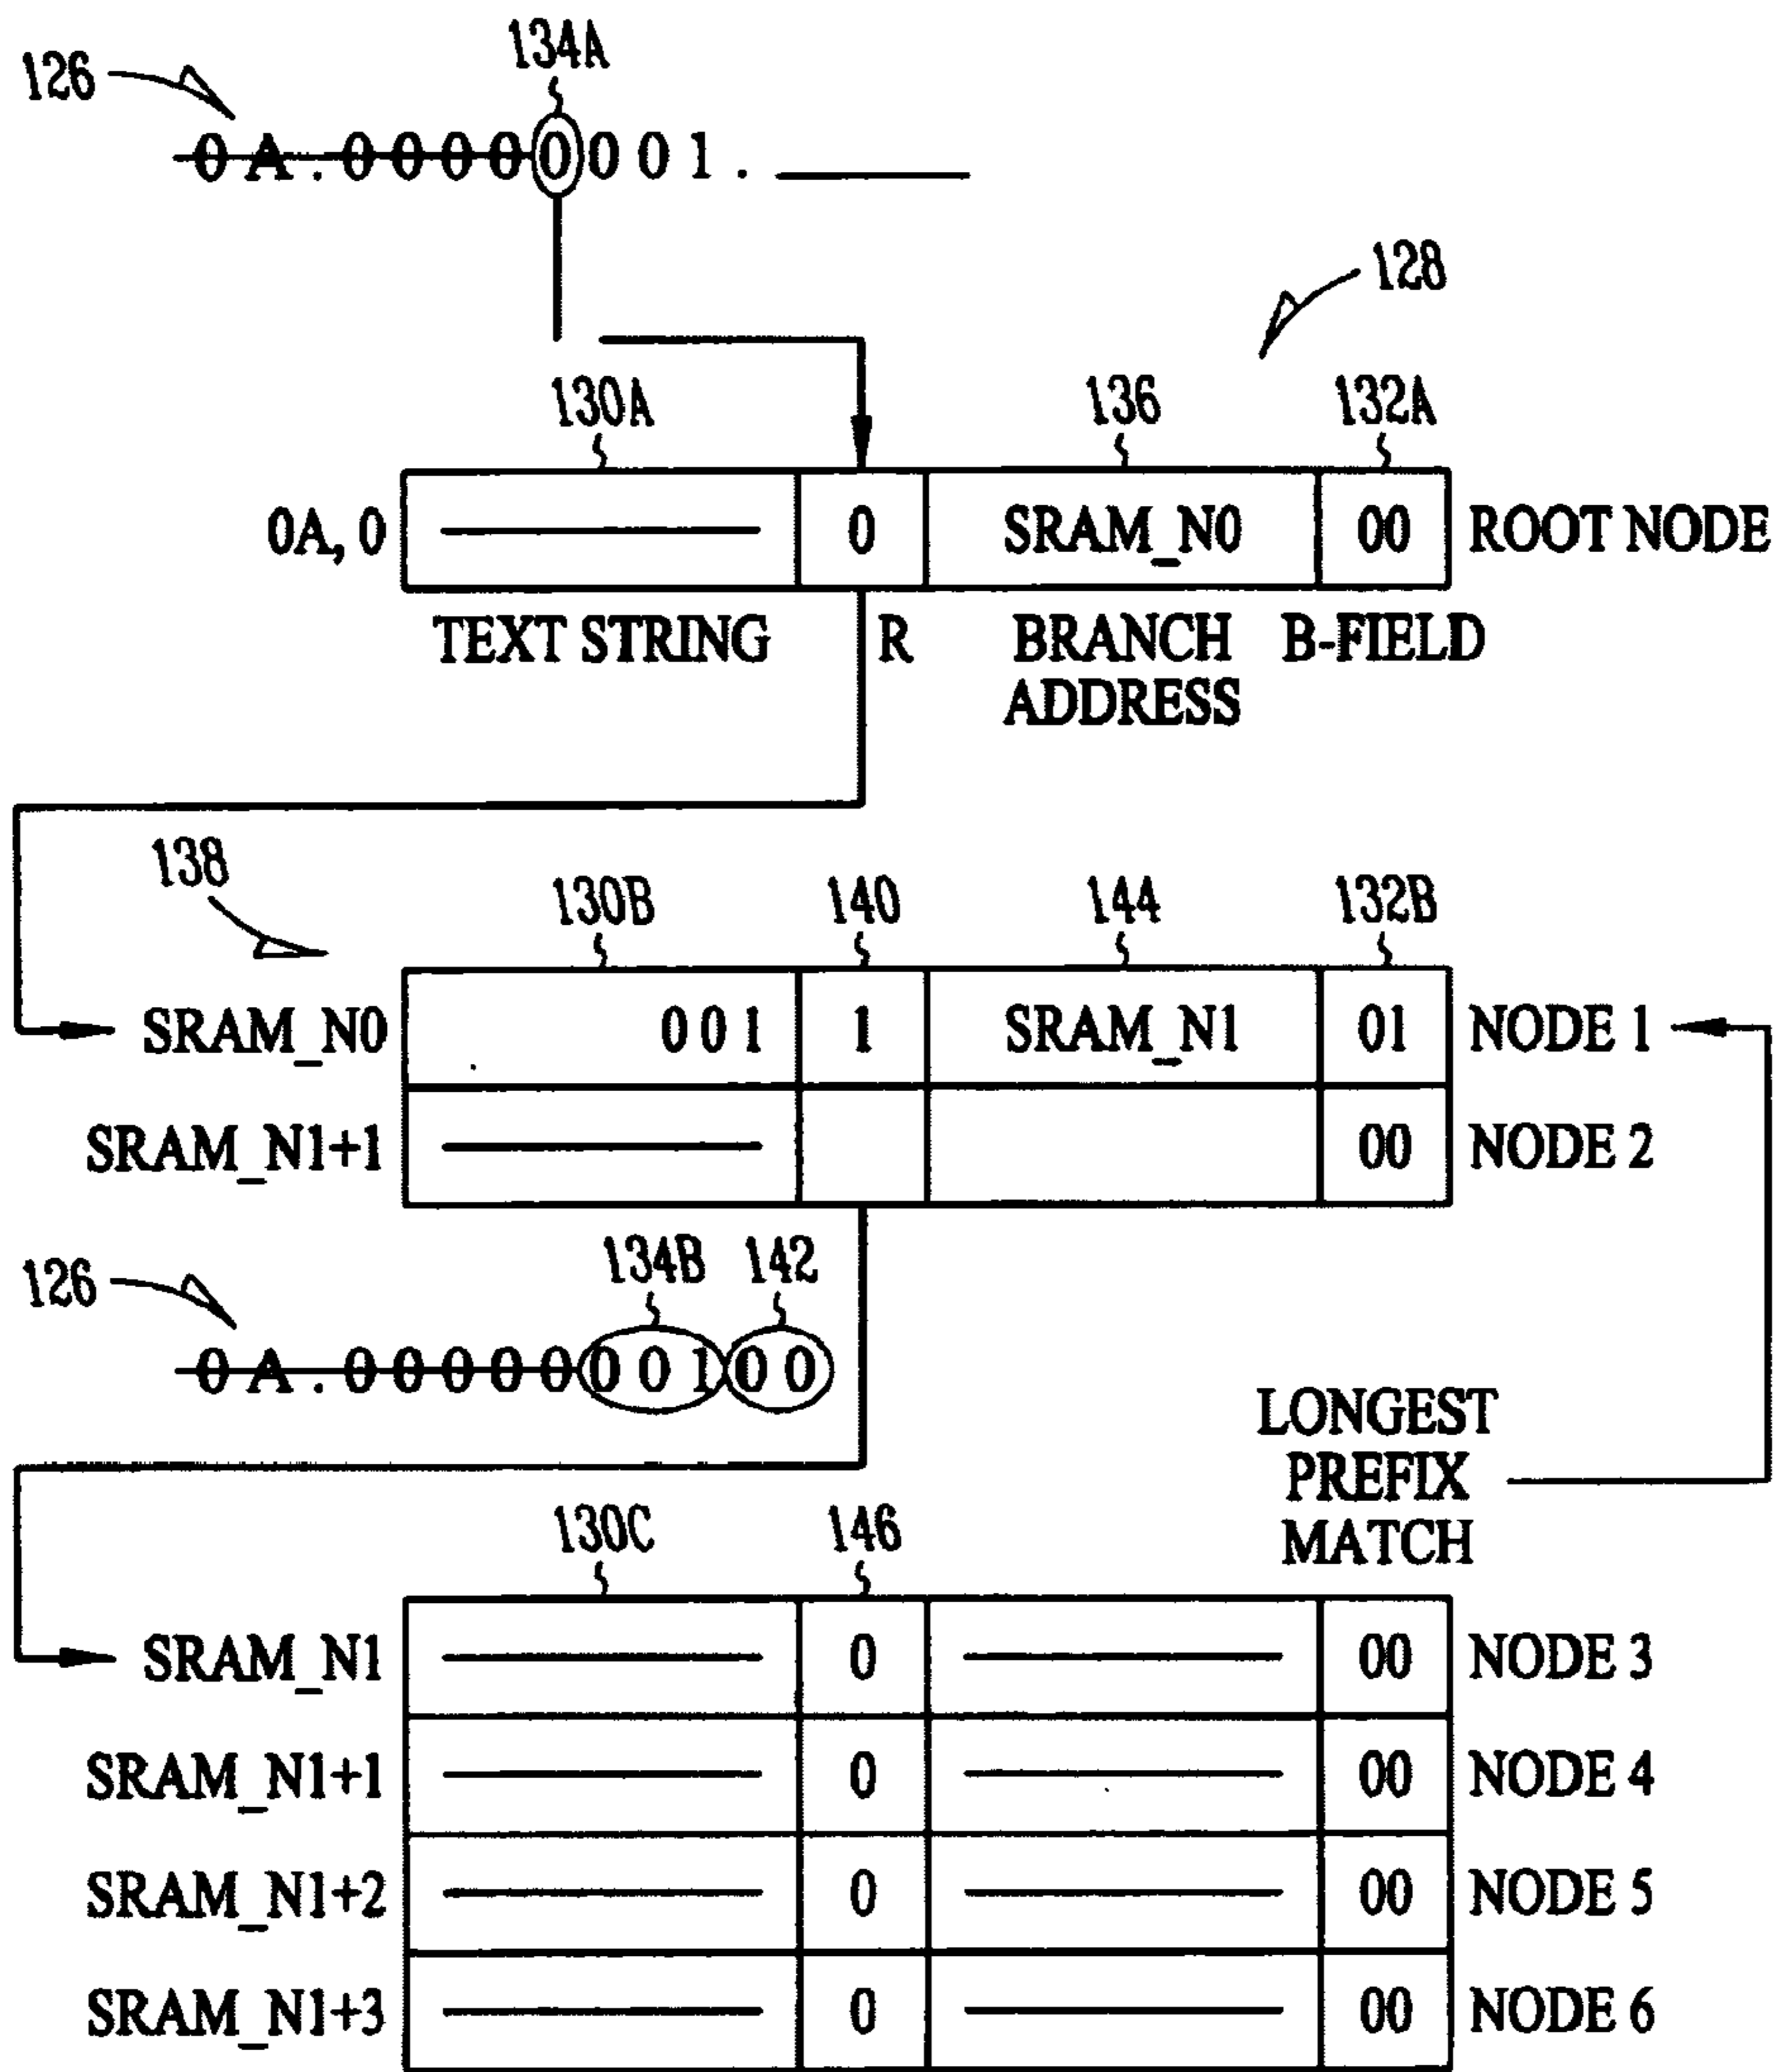 134A
126
0 A . 0 0 0 0 0 0 0 1 .
128
130A 136 132A
0A, 0 0 SRAM_N0 00 ROOT NODE
TEXT STRING R BRANCH ADDRESS B-FIELD
138
130B 140 144 132B
SRAM_N0 0 0 1 1 SRAM_N1 01 NODE 1
SRAM_N1+1 00 NODE 2
134B 142
126
0 A . 0 0 0 0 0 0 0 1 0 0
LONGEST
PREFIX
MATCH
130C 146
SRAM_N1 0 00 NODE 3
SRAM_N1+1 0 00 NODE 4
SRAM_N1+2 0 00 NODE 5
SRAM_N1+3 0 00 NODE 6